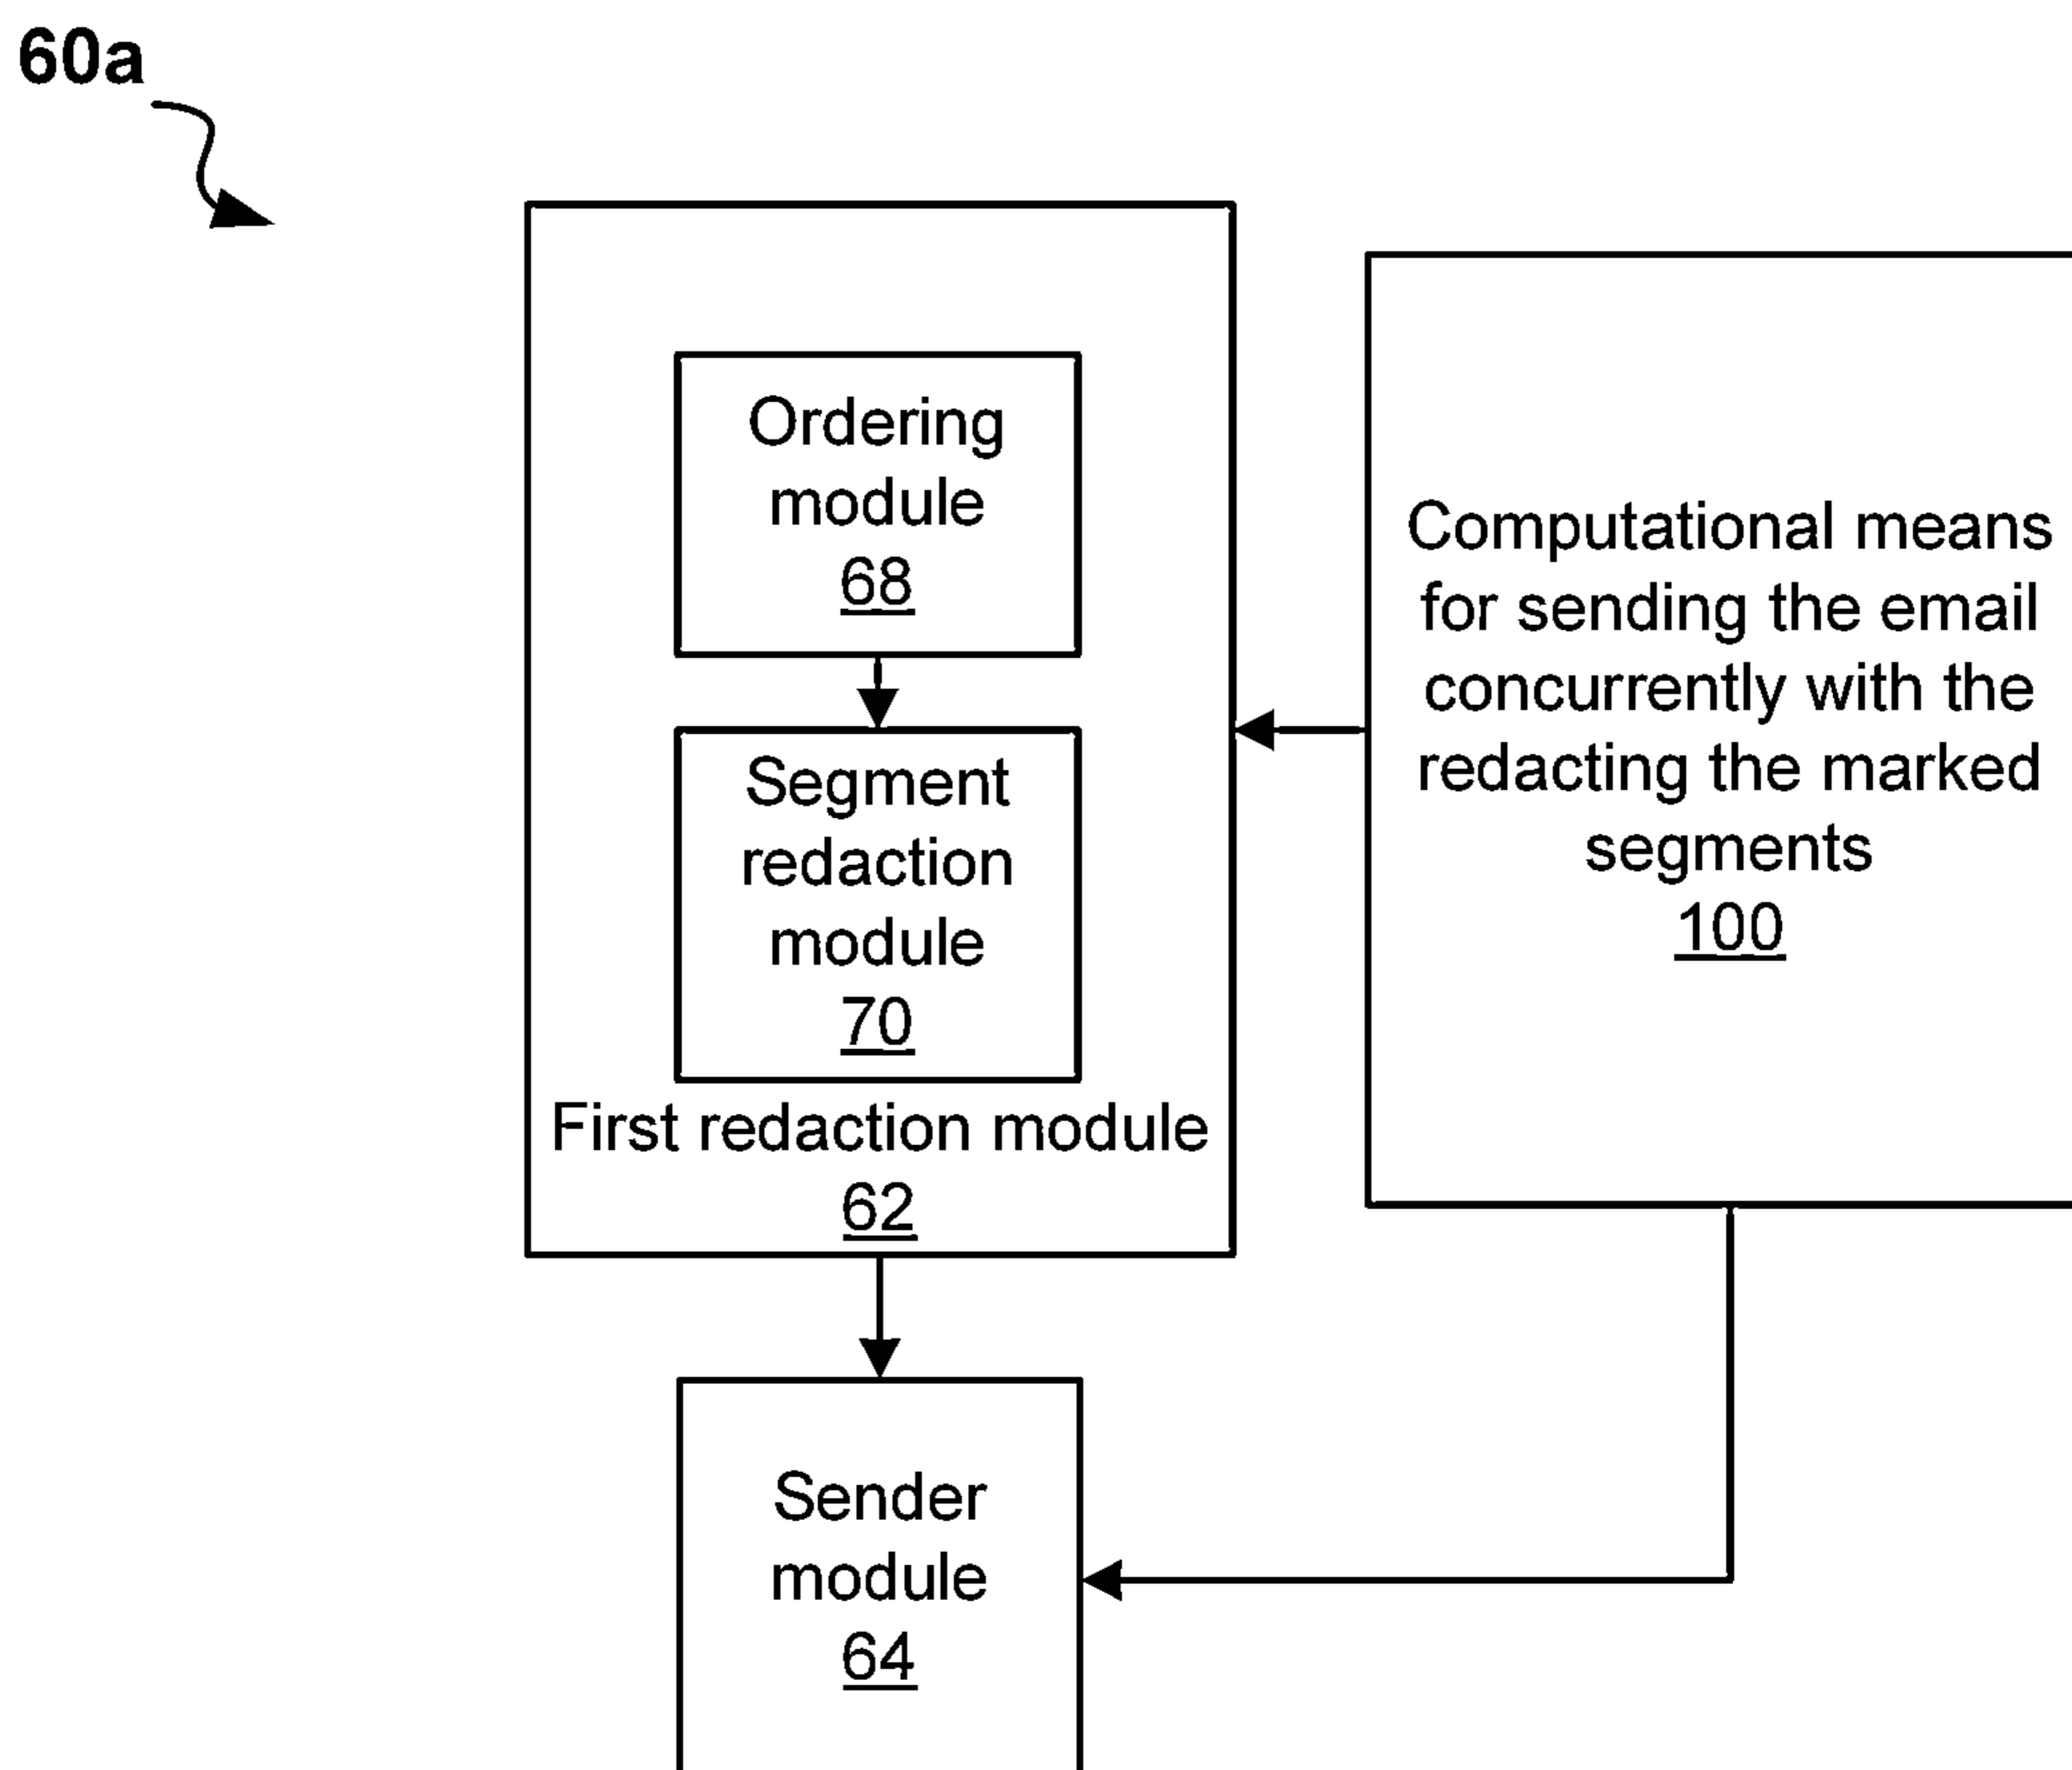 60a
Ordering
module
68
Segment
redaction
module
70
First redaction module
62
Computational means
for sending the email
concurrently with the
redacting the marked
segments
100
Sender
module
64